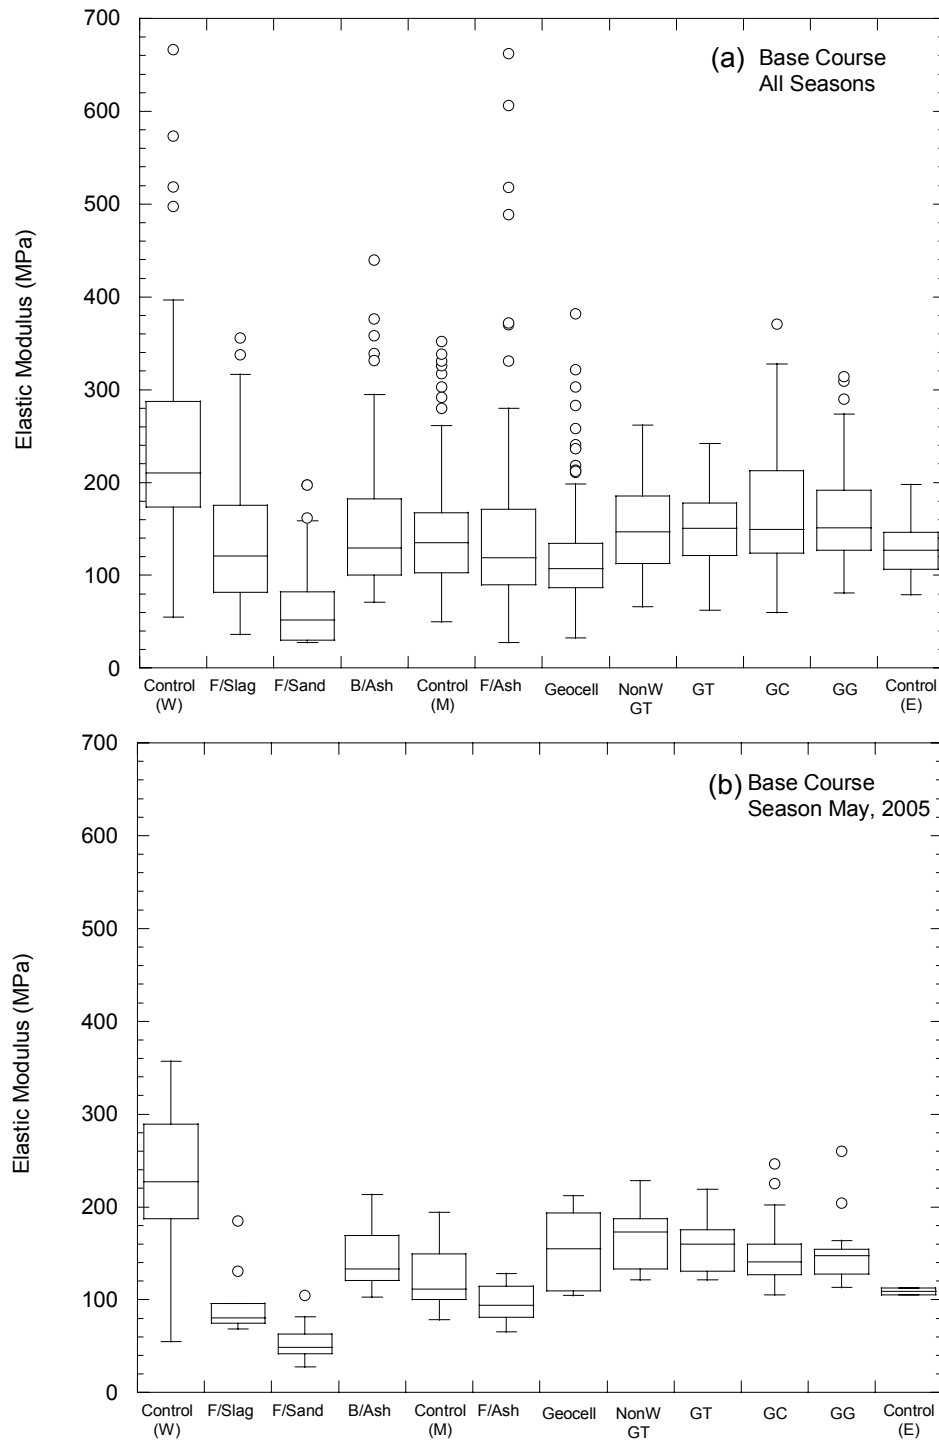 700
600
500
400
300
200
100
0
Elastic Modulus (MPa)
(a) Base Course
All Seasons
Control (W) F/Slag F/Sand B/Ash Control (M) F/Ash Geocell NonW GT GT GC GG Control (E)
700
600
500
400
300
200
100
0
Elastic Modulus (MPa)
(b) Base Course
Season May, 2005
Control (W) F/Slag F/Sand B/Ash Control (M) F/Ash Geocell NonW GT GT GC GG Control (E)